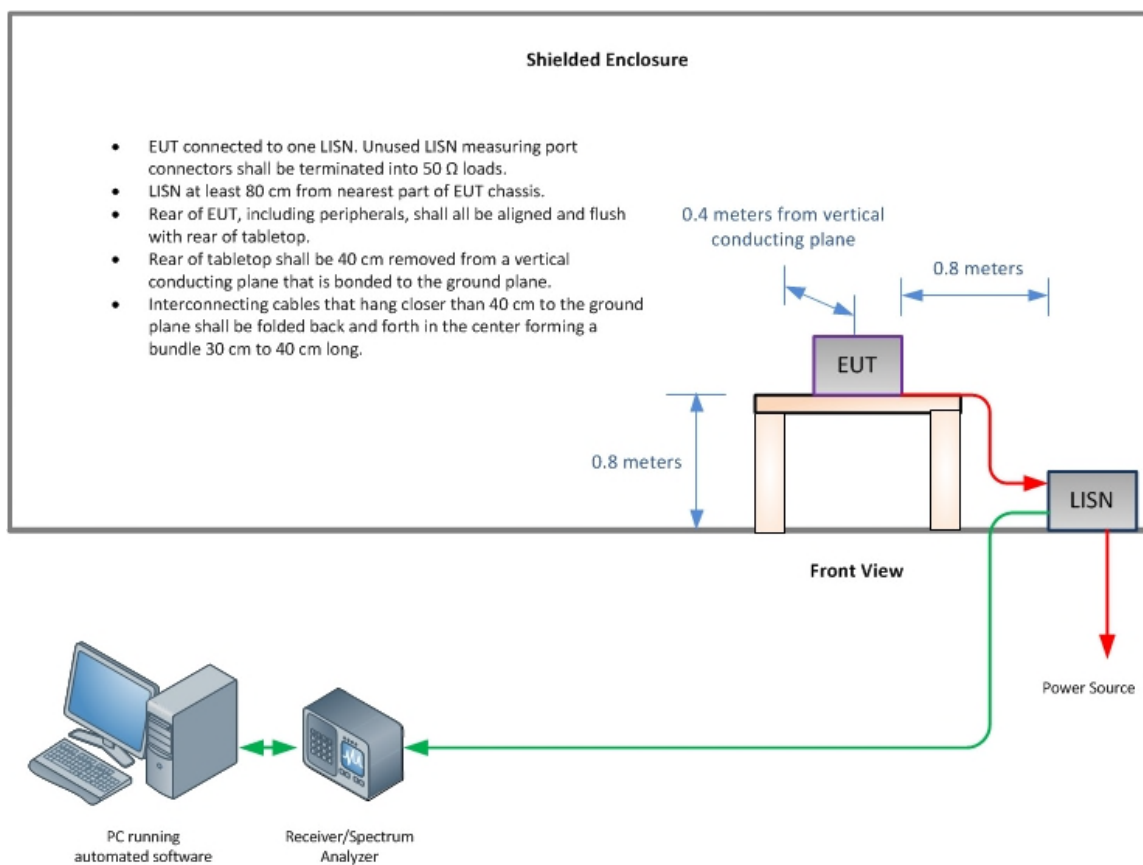 Shielded Enclosure
• EUT connected to one LISN. Unused LISN measuring port
connectors shall be terminated into 50 Ω loads.
• LISN at least 80 cm from nearest part of EUT chassis.
• Rear of EUT, including peripherals, shall all be aligned and flush
with rear of tabletop.
• Rear of tabletop shall be 40 cm removed from a vertical
conducting plane that is bonded to the ground plane.
• Interconnecting cables that hang closer than 40 cm to the ground
plane shall be folded back and forth in the center forming a
bundle 30 cm to 40 cm long.
0.4 meters from vertical
conducting plane
0.8 meters
EUT
0.8 meters
LISN
Front View
Power Source
PC running
automated software
Receiver/Spectrum
Analyzer